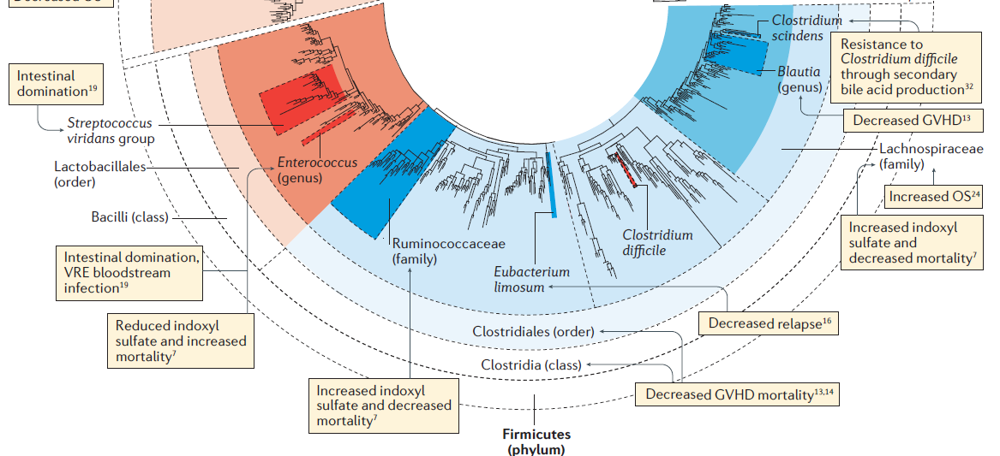 Decreased OS
Clostridium
scindens
Resistance to
Clostridium difficile
through secondary
bile acid production32
Blautia
(genus)
Decreased GVHD13
Intestinal
domination19
Streptococcus
viridans group
Lactobacillales
(order)
Enterococcus
(genus)
Bacilli (class)
Lachnospiraceae
(family)
Increased OS24
Increased indoxyl
sulfate and
decreased mortality7
Intestinal domination,
VRE bloodstream
infection19
Ruminococcaceae
(family)
Clostridium
difficile
Eubacterium
limosum
Reduced indoxyl
sulfate and increased
mortality7
Decreased relapse16
Clostridiales (order)
Clostridia (class)
Increased indoxyl
sulfate and decreased
mortality7
Decreased GVHD mortality13,14
Firmicutes
(phylum)